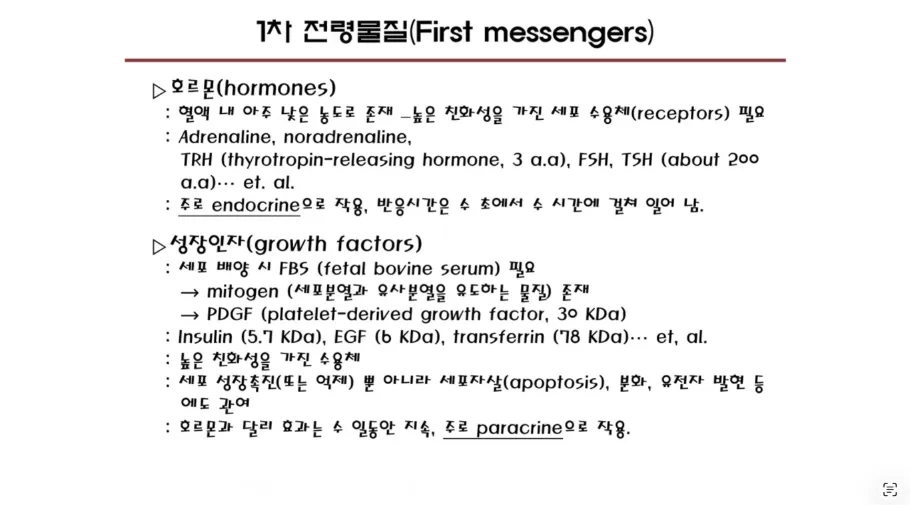 1차 전령물질(First messengers)
▷호르몬(hormones)
: 혈액 내 아주 낮은 농도로 존재 –높은 친화성을 가진 세포 수용체(receptors) 필요
: Adrenaline, noradrenaline,
TRH (thyrotropin-releasing hormone, 3 a.a), FSH, TSH (about 200
a.a)… et. al.
: 주로 endocrine으로 작용, 반응시간은 수 초에서 수 시간에 걸쳐 일어 남.
▷성장인자(growth factors)
: 세포 배양 시 FBS (fetal bovine serum) 필요
→ mitogen (세포분열과 유사분열을 유도하는 물질) 존재
→ PDGF (platelet-derived growth factor, 30 KDa)
: Insulin (5.7 KDa), EGF (6 KDa), transferrin (78 KDa)… et, al.
: 높은 친화성을 가진 수용체
: 세포 성장촉진(또는 억제) 뿐 아니라 세포자살(apoptosis), 분화, 유전자 발현 등
에도 관여
: 호르몬과 달리 효과는 수 일동안 지속, 주로 paracrine으로 작용.